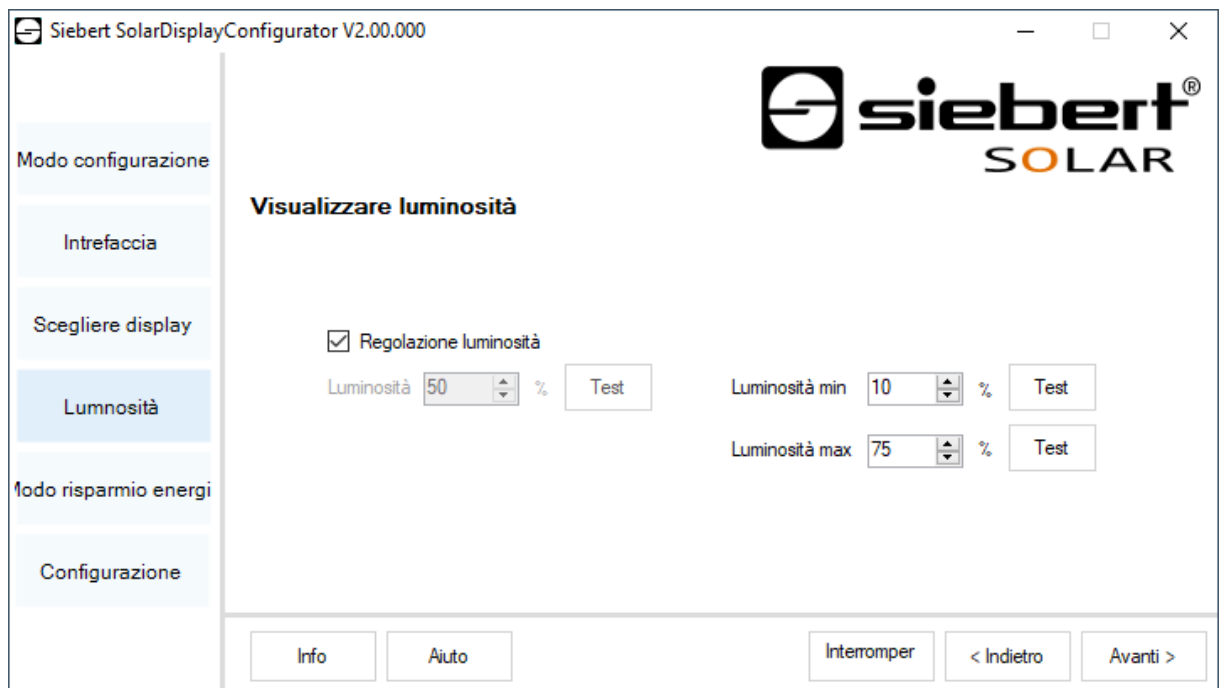 Siebert SolarDisplayConfigurator V2.00.000
siebert®
SOLAR
Modo configurazione
Intrefaccia
Scegliere display
Lumnosità
Modo risparmio energi
Configurazione
Visualizzare luminosità
Regolazione luminosità
Luminosità 50 % Test
Luminosità min 10 % Test
Luminosità max 75 % Test
Info Aiuto Interromper < Indietro Avanti >